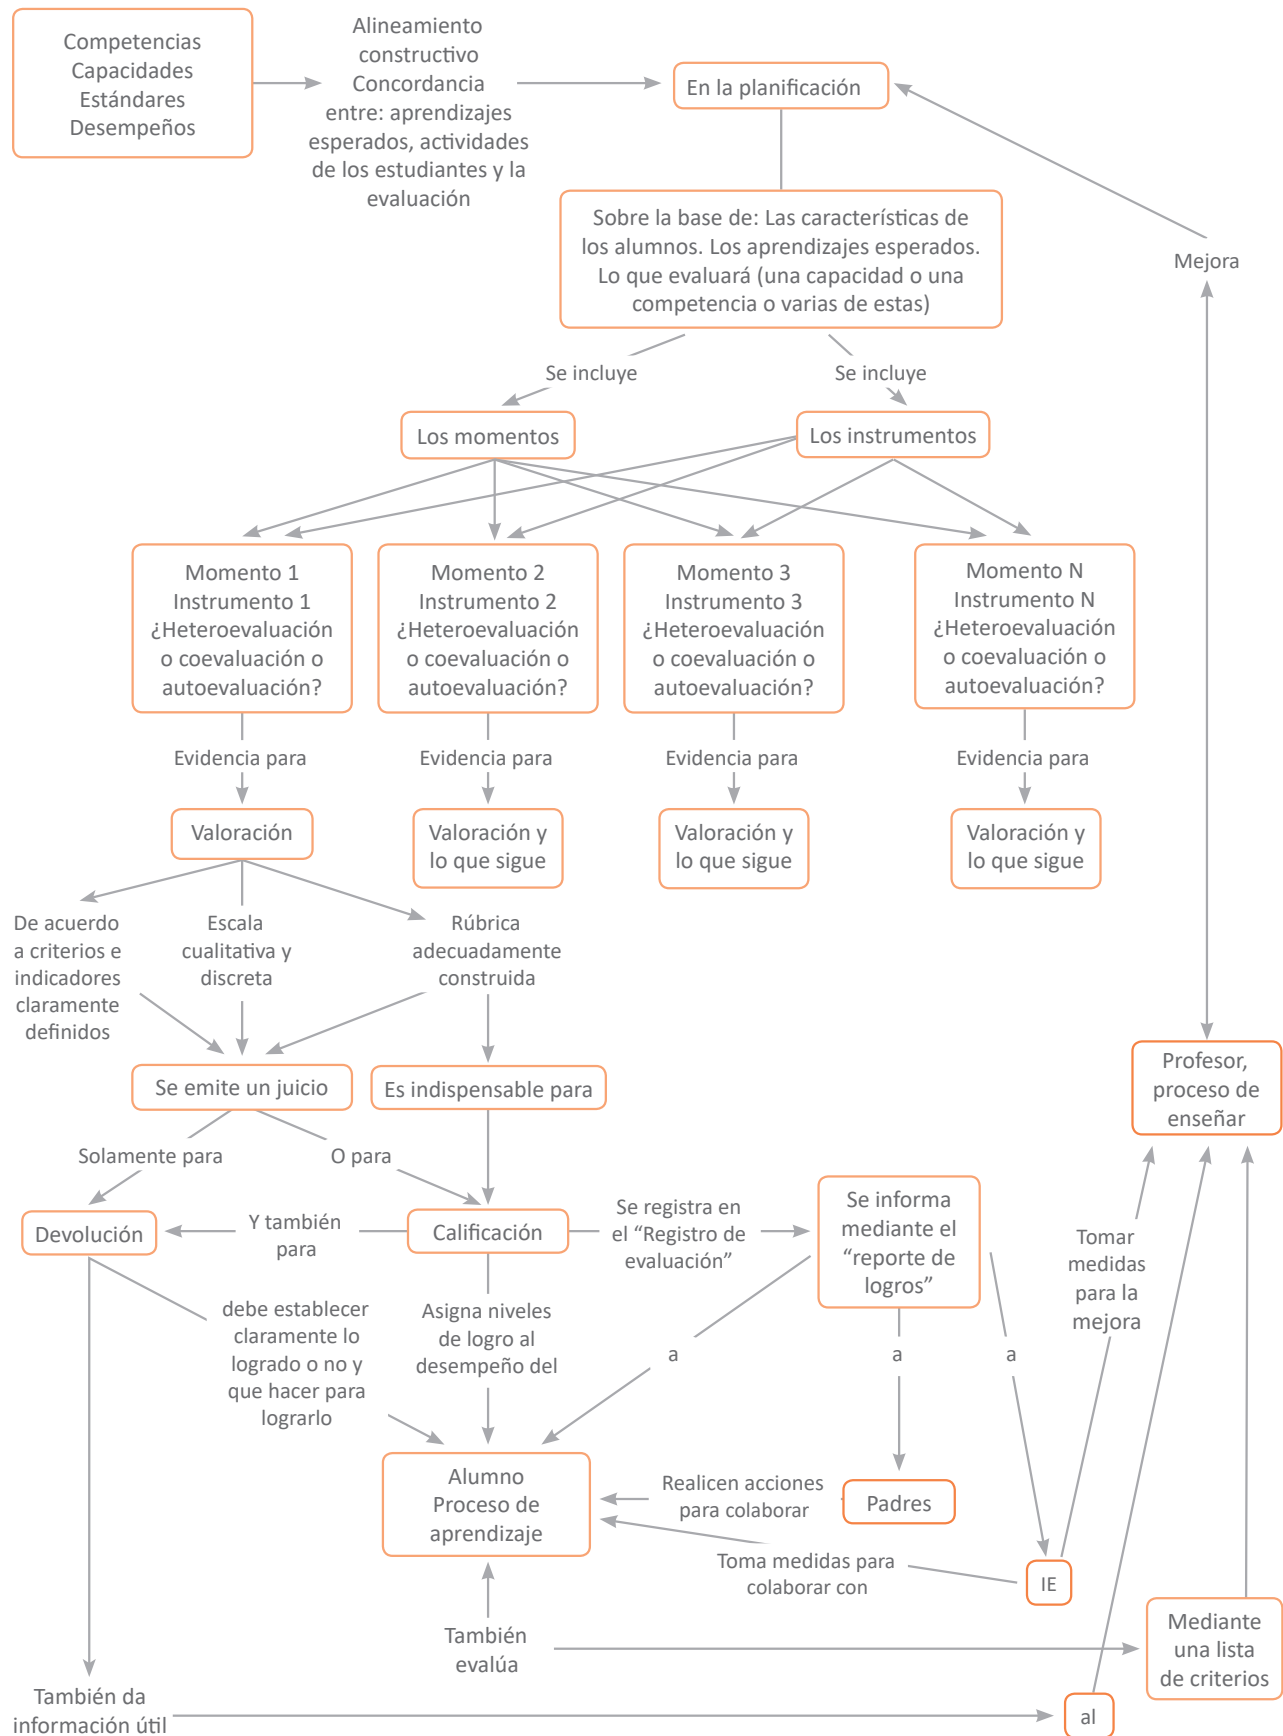 Competencias
Capacidades
Estándares
Desempeños
Alineamiento
constructivo
Concordancia
entre: aprendizajes
esperados, actividades
de los estudiantes y la
evaluación
En la planificación
Sobre la base de: Las características de
los alumnos. Los aprendizajes esperados.
Lo que evaluará (una capacidad o una
competencia o varias de estas)
Mejora
Se incluye
Se incluye
Los momentos
Los instrumentos
Momento 1
Instrumento 1
¿Heteroevaluación
o coevaluación o
autoevaluación?
Momento 2
Instrumento 2
¿Heteroevaluación
o coevaluación o
autoevaluación?
Momento 3
Instrumento 3
¿Heteroevaluación
o coevaluación o
autoevaluación?
Momento N
Instrumento N
¿Heteroevaluación
o coevaluación o
autoevaluación?
Evidencia para
Evidencia para
Evidencia para
Evidencia para
Valoración
Valoración y
lo que sigue
Valoración y
lo que sigue
Valoración y
lo que sigue
De acuerdo
a criterios e
indicadores
claramente
definidos
Escala
cualitativa y
discreta
Rúbrica
adecuadamente
construida
Se emite un juicio
Es indispensable para
Profesor,
proceso de
enseñar
Solamente para
O para
Devolución
Y también
para
Calificación
Se registra en
el “Registro de
evaluación”
Se informa
mediante el
“reporte de
logros”
Tomar
medidas
para la
mejora
debe establecer
claramente lo
logrado o no y
que hacer para
lograrlo
Asigna niveles
de logro al
desempeño del
a
a
a
Alumno
Proceso de
aprendizaje
Realicen acciones
para colaborar
Padres
Toma medidas para
colaborar con
IE
También
evalúa
Mediante
una lista
de criterios
También da
información útil
al